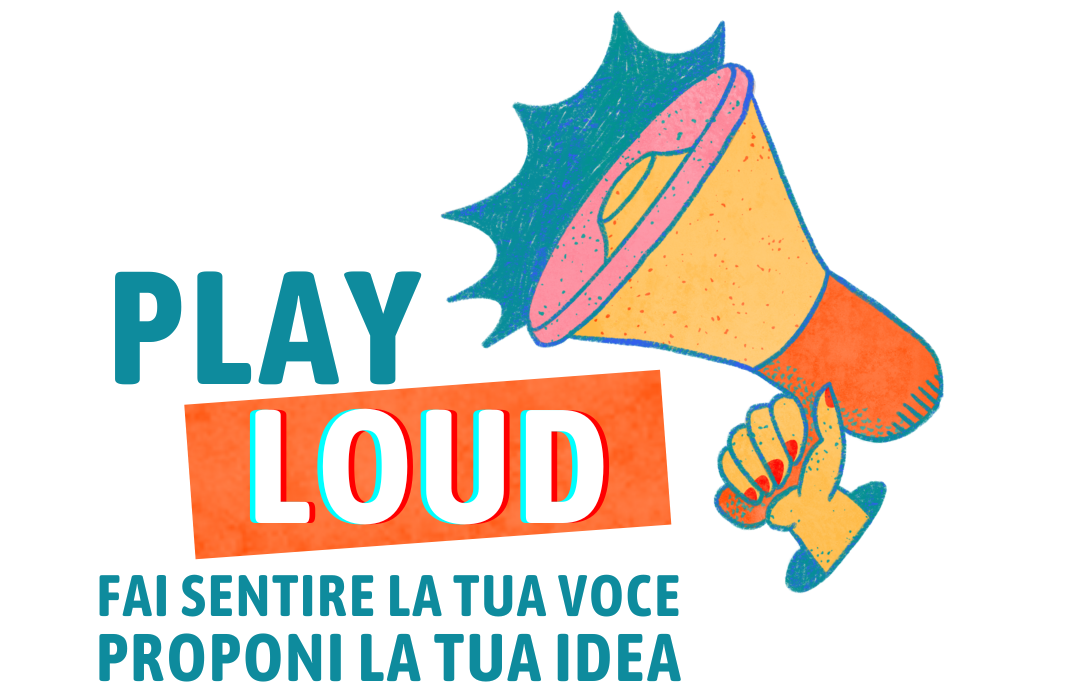 PLAY
LOUD
FAI SENTIRE LA TUA VOCE
PROPONI LA TUA IDEA